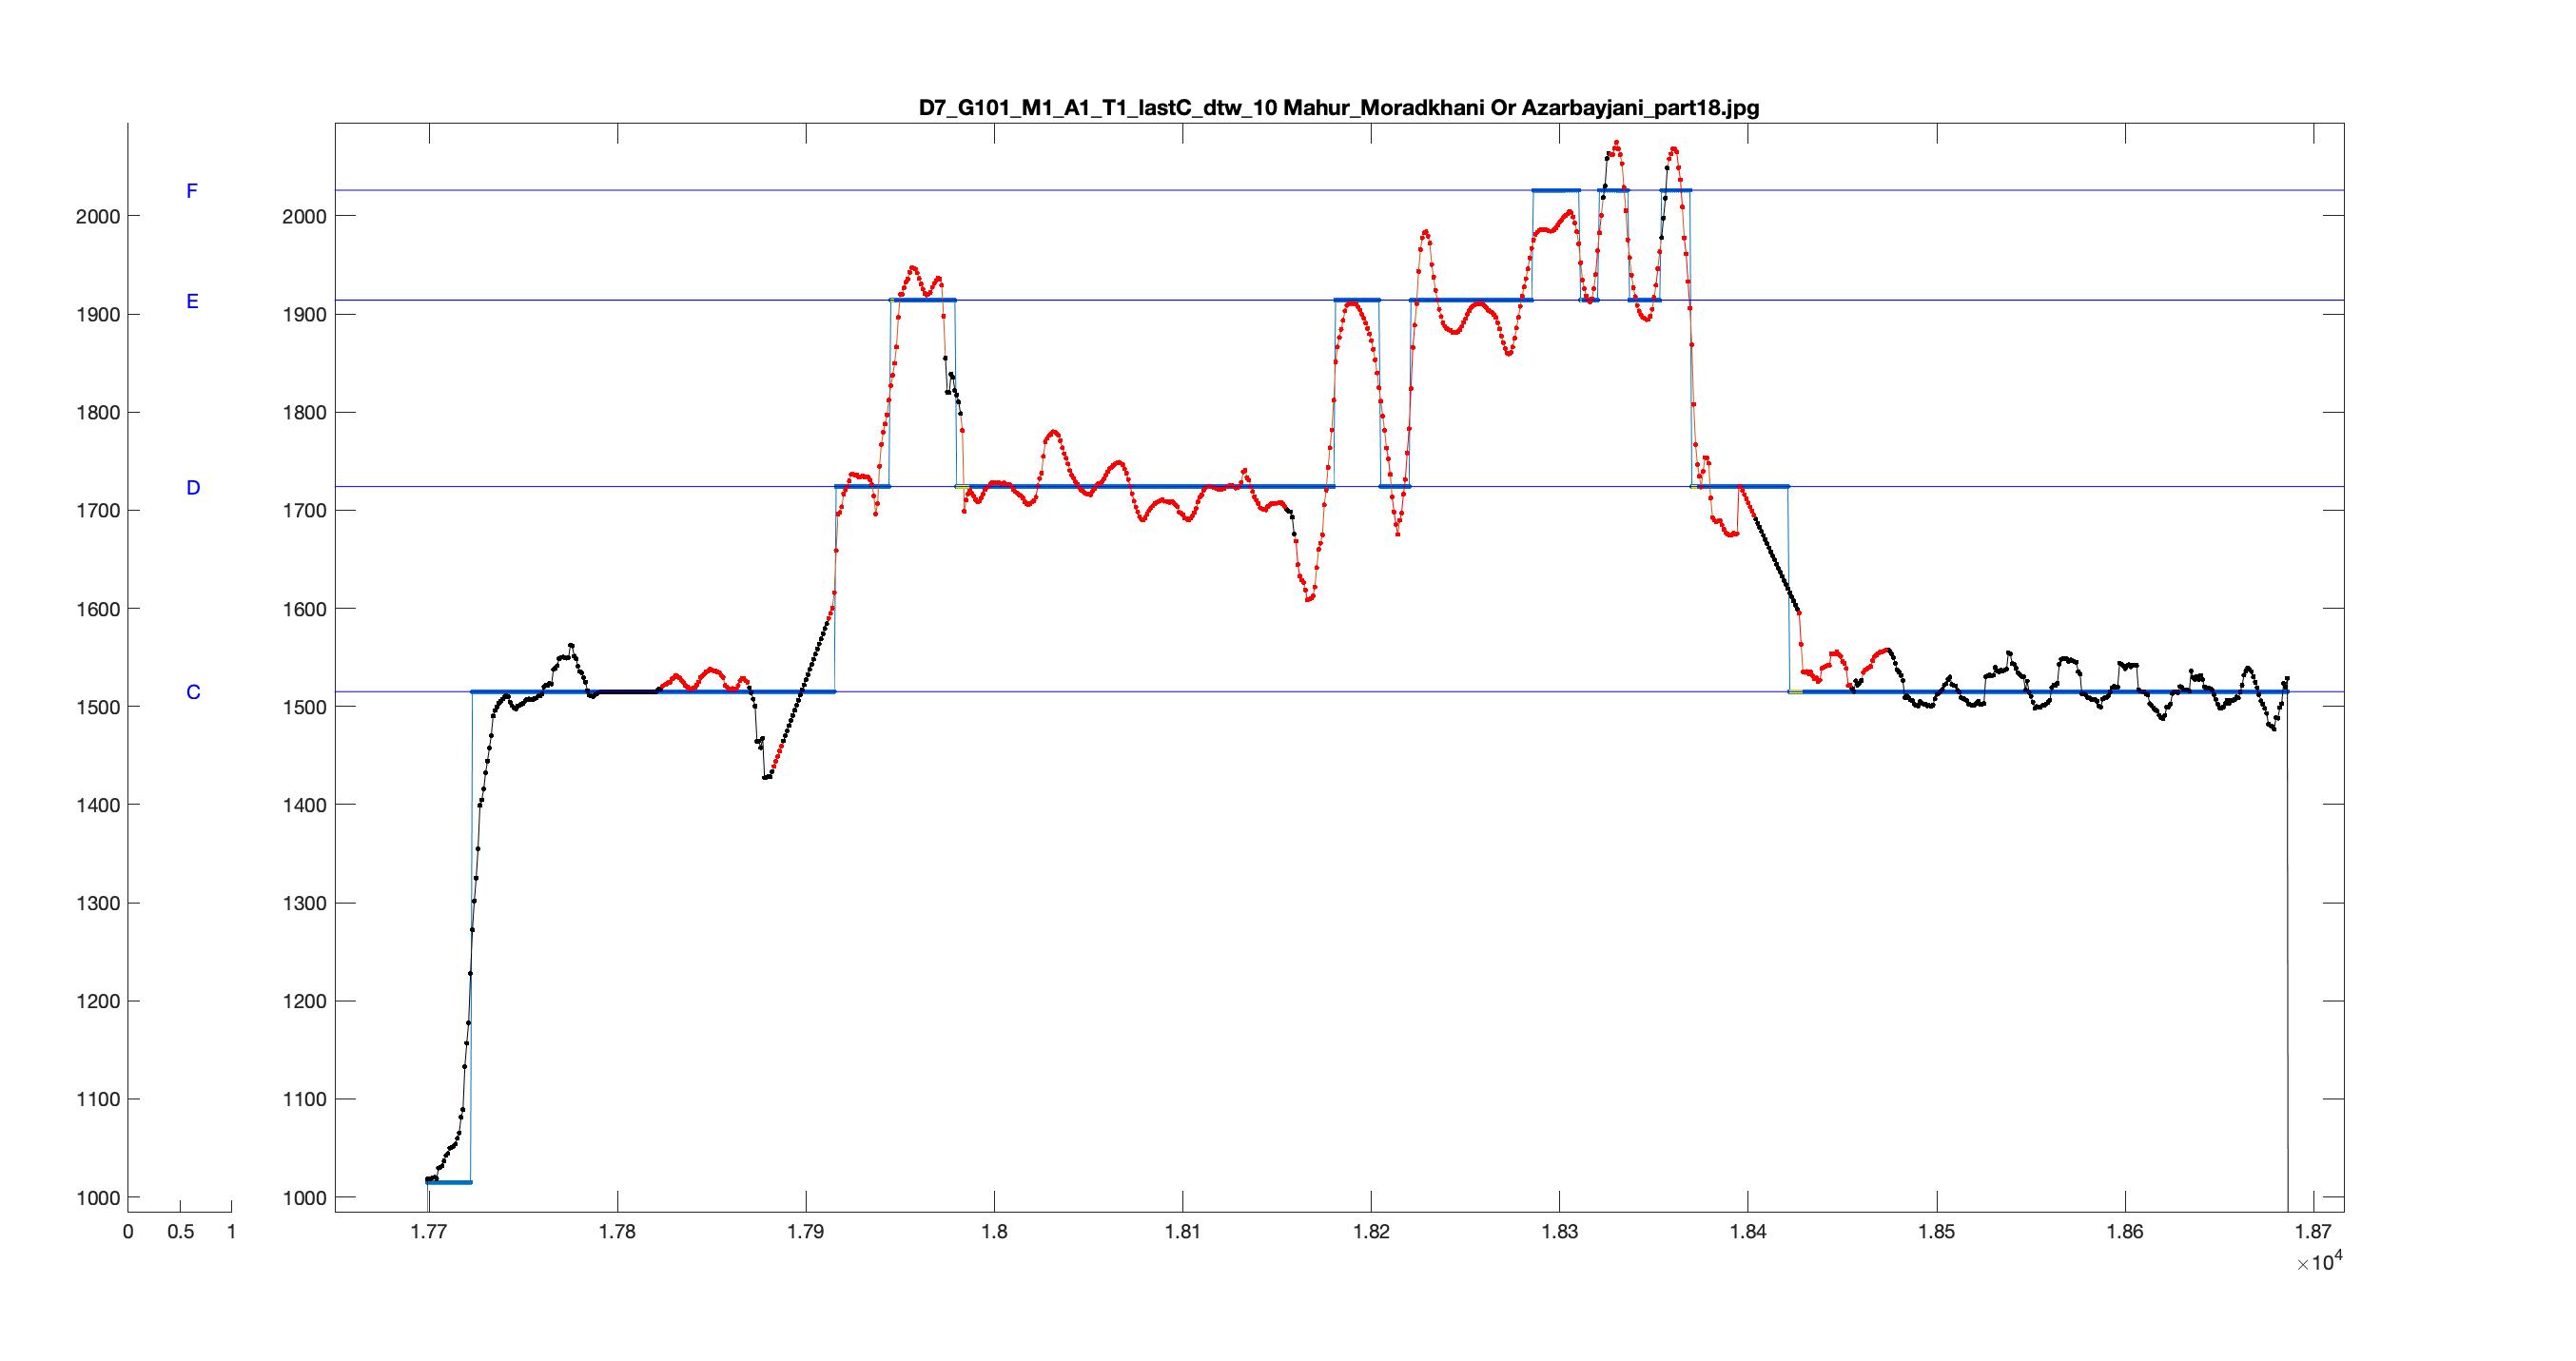 D7_G101_M1_A1_T1_lastC_dtw_10 Mahur_Moradkhani Or Azarbayjani_part18.jpg
F
2000 2000
E
1900 1900
1800 1800
D
1700 1700
1600 1600
C
1500 1500
1400 1400
1300 1300
1200 1200
1100 1100
1000 1000
0 0.5 1 1.77 1.78 1.79 1.8 1.81 1.82 1.83 1.84 1.85 1.86 1.87
×10⁴